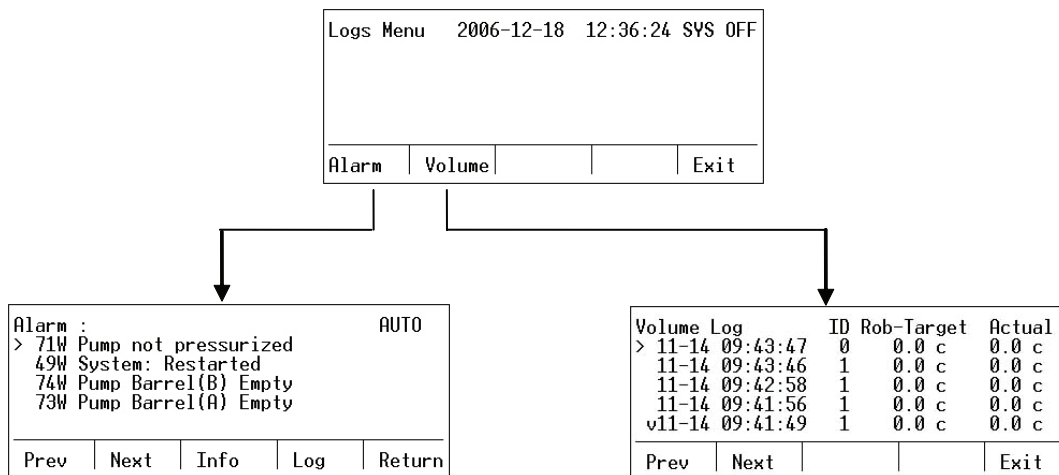 Logs Menu 2006-12-18 12:36:24 SYS OFF
Alarm Volume Exit
Alarm : AUTO
> 71W Pump not pressurized
49W System: Restarted
74W Pump Barrel(B) Empty
73W Pump Barrel(A) Empty
Prev Next Info Log Return
Volume Log ID Rob-Target Actual
> 11-14 09:43:47 0 0.0 c 0.0 c
11-14 09:43:46 1 0.0 c 0.0 c
11-14 09:42:58 1 0.0 c 0.0 c
11-14 09:41:56 1 0.0 c 0.0 c
v11-14 09:41:49 1 0.0 c 0.0 c
Prev Next Exit